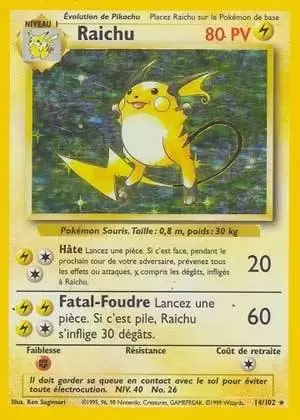 Évolution de Pikachu Placez Raichu sur le Pokémon de base
NIVEAU 1
Raichu 80 PV
Pokémon Souris. Taille: 0,8 m, poids: 30 kg
Hâte Lancez une pièce. Si c'est face, pendant le
prochain tour de votre adversaire, prévenez tous
les effets ou attaques, y compris les dégâts, infligés
à Raichu.
20
Fatal-Foudre Lancez une
pièce. Si c'est pile, Raichu
s'inflige 30 dégâts.
60
Faiblesse Résistance Coût de retraite
Il doit garder sa queue en contact avec le sol pour éviter
toute électrocution. NIV. 40 No. 26
Illus. Ken Sugimori ©1995, 96, 98 Nintendo, Creatures, GAMEFREAK. ©1999 Wizards. 14/102 ★